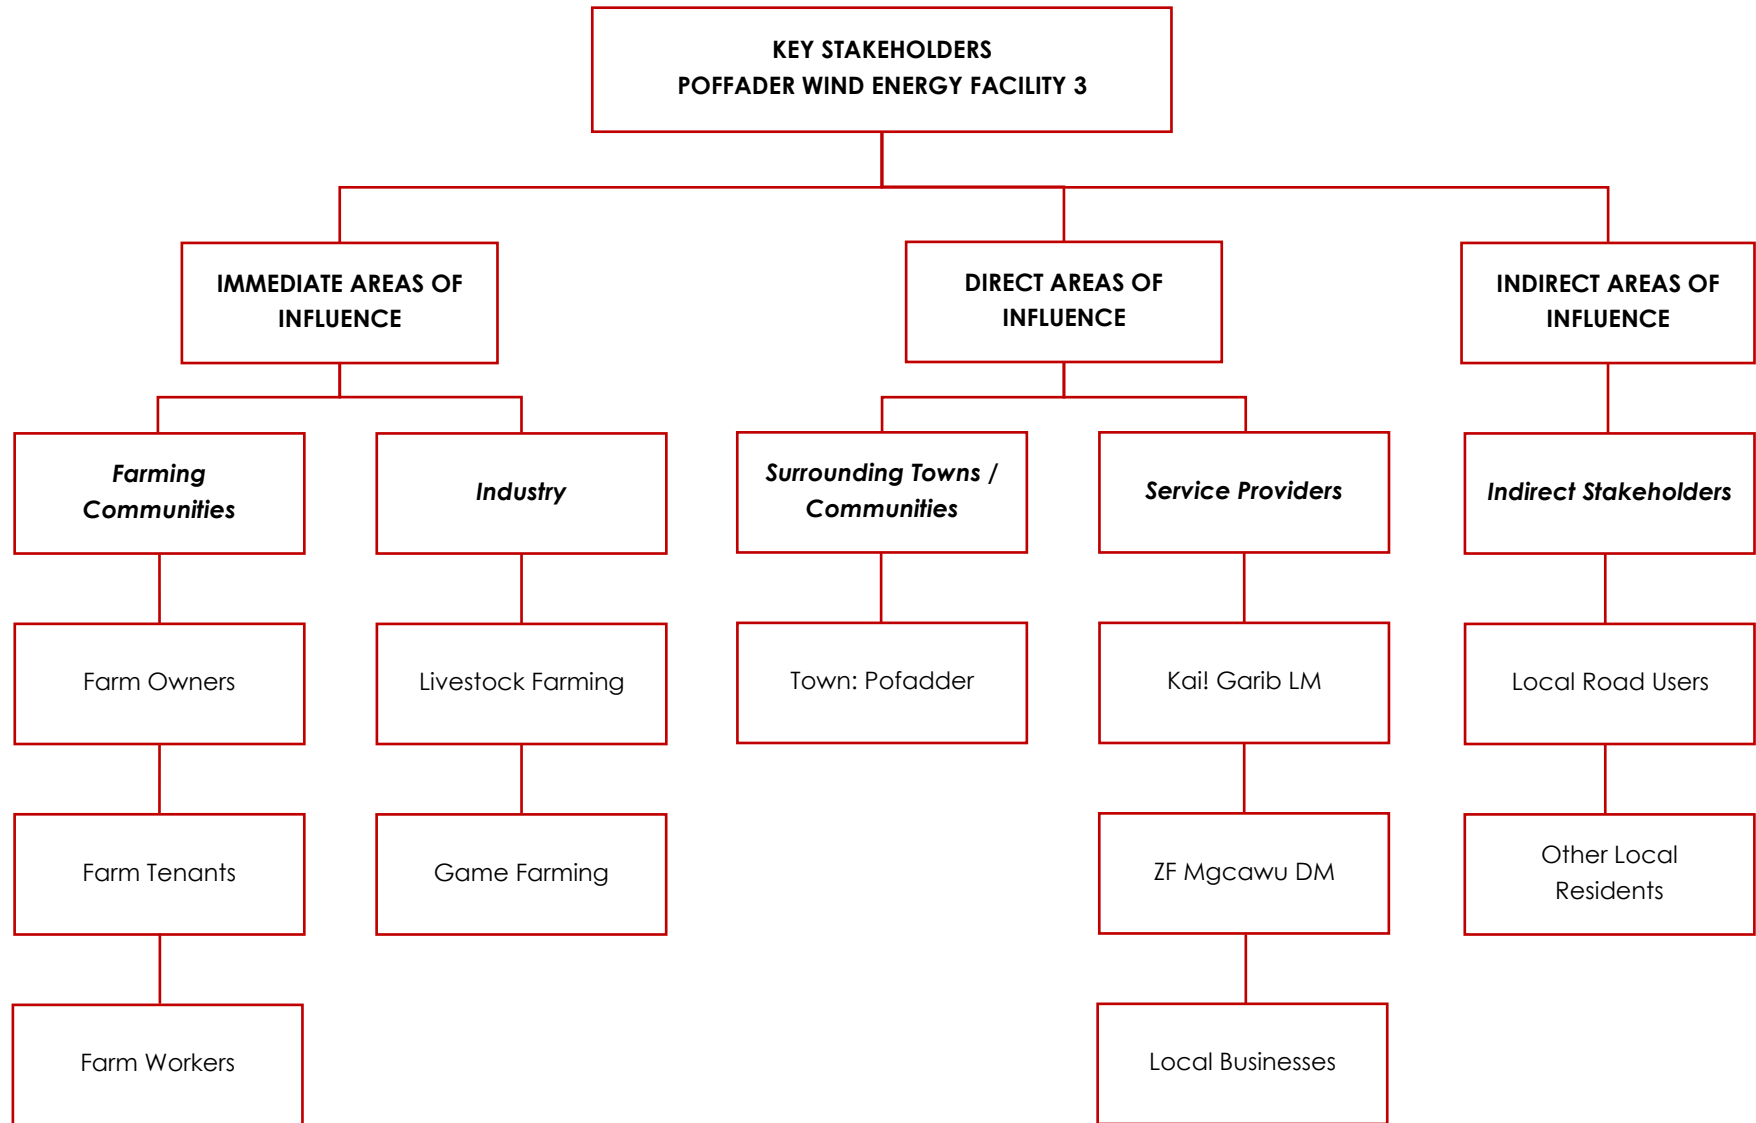 KEY STAKEHOLDERS
POFFADER WIND ENERGY FACILITY 3
IMMEDIATE AREAS OF
INFLUENCE
DIRECT AREAS OF
INFLUENCE
INDIRECT AREAS OF
INFLUENCE
Farming
Communities
Industry
Surrounding Towns /
Communities
Service Providers
Indirect Stakeholders
Farm Owners
Livestock Farming
Town: Pofadder
Kai! Garib LM
Local Road Users
Farm Tenants
Game Farming
ZF Mgcawu DM
Other Local
Residents
Farm Workers
Local Businesses